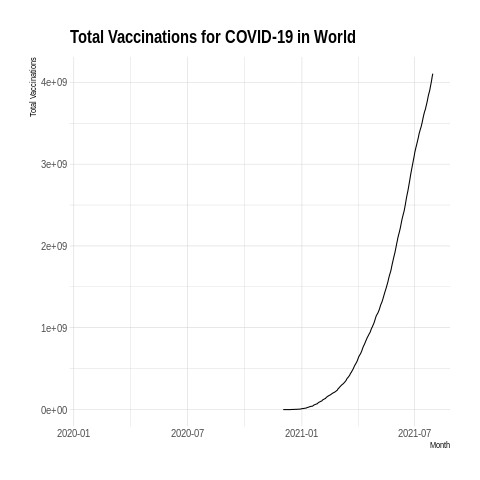 Total Vaccinations for COVID-19 in World
Total Vaccinations
4e+09
3e+09
2e+09
1e+09
0e+00
2020-01
2020-07
2021-01
2021-07
Month